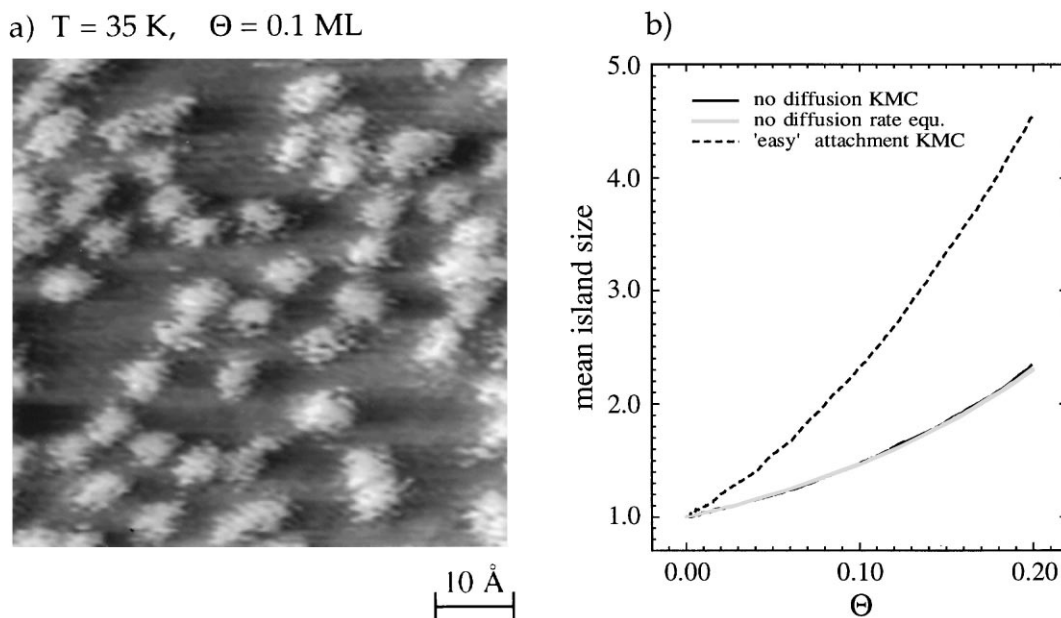 a) T = 35 K, Θ = 0.1 ML
10 Å
b)
5.0
4.0
3.0
2.0
1.0
mean island size
no diffusion KMC
no diffusion rate equ.
'easy' attachment KMC
0.00 0.10 0.20
Θ